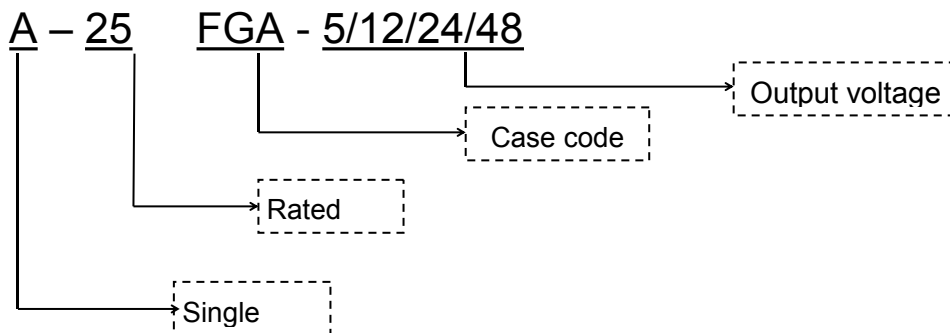 A – 25 FGA - 5/12/24/48
Output voltage
Case code
Rated
Single